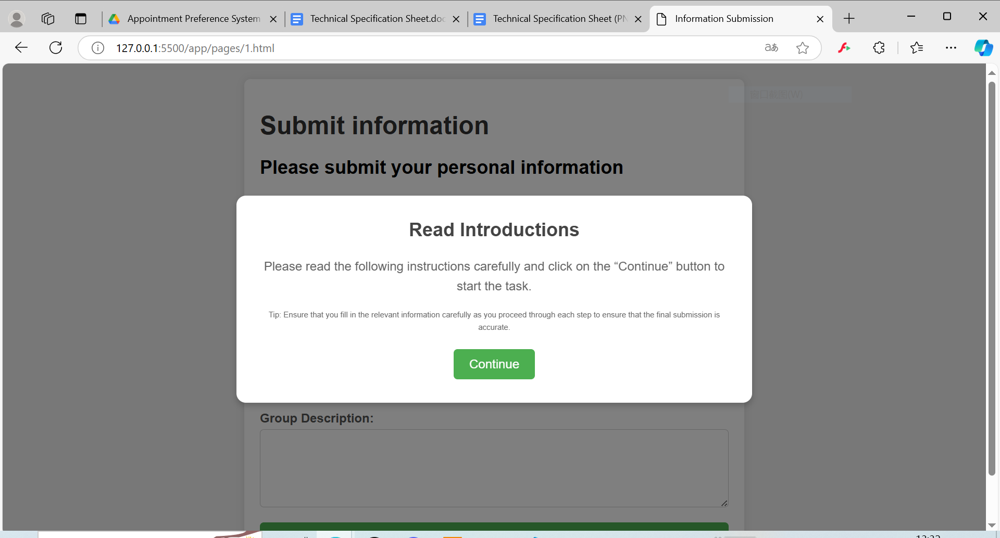 Appointment Preference System
Technical Specification Sheet.doc
Technical Specification Sheet (PN
Information Submission
127.0.0.1:5500/app/pages/1.html
aあ
窗口截图(W)
Submit information
Please submit your personal information
Read Introductions
Please read the following instructions carefully and click on the “Continue” button to
start the task.
Tip: Ensure that you fill in the relevant information carefully as you proceed through each step to ensure that the final submission is
accurate.
Continue
Group Description: